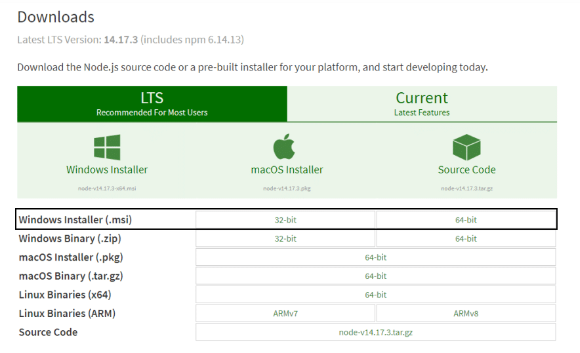 Downloads
Latest LTS Version: 14.17.3 (includes npm 6.14.13)
Download the Node.js source code or a pre-built installer for your platform, and start developing today.
LTS
Recommended For Most Users
Current
Latest Features
Windows Installer
node-v14.17.3-x64.msi
macOS Installer
node-v14.17.3.pkg
Source Code
node-v14.17.3.tar.gz
Windows Installer (.msi) 32-bit 64-bit
Windows Binary (.zip) 32-bit 64-bit
macOS Installer (.pkg) 64-bit
macOS Binary (.tar.gz) 64-bit
Linux Binaries (x64) 64-bit
Linux Binaries (ARM) ARMv7 ARMv8
Source Code node-v14.17.3.tar.gz